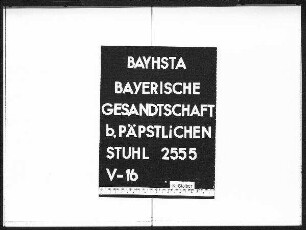 BAYHSTA
BAYERISCHE
GESANDTSCHAFT
b, PÄPSTLiCHEN
STUHL 2555
V-16